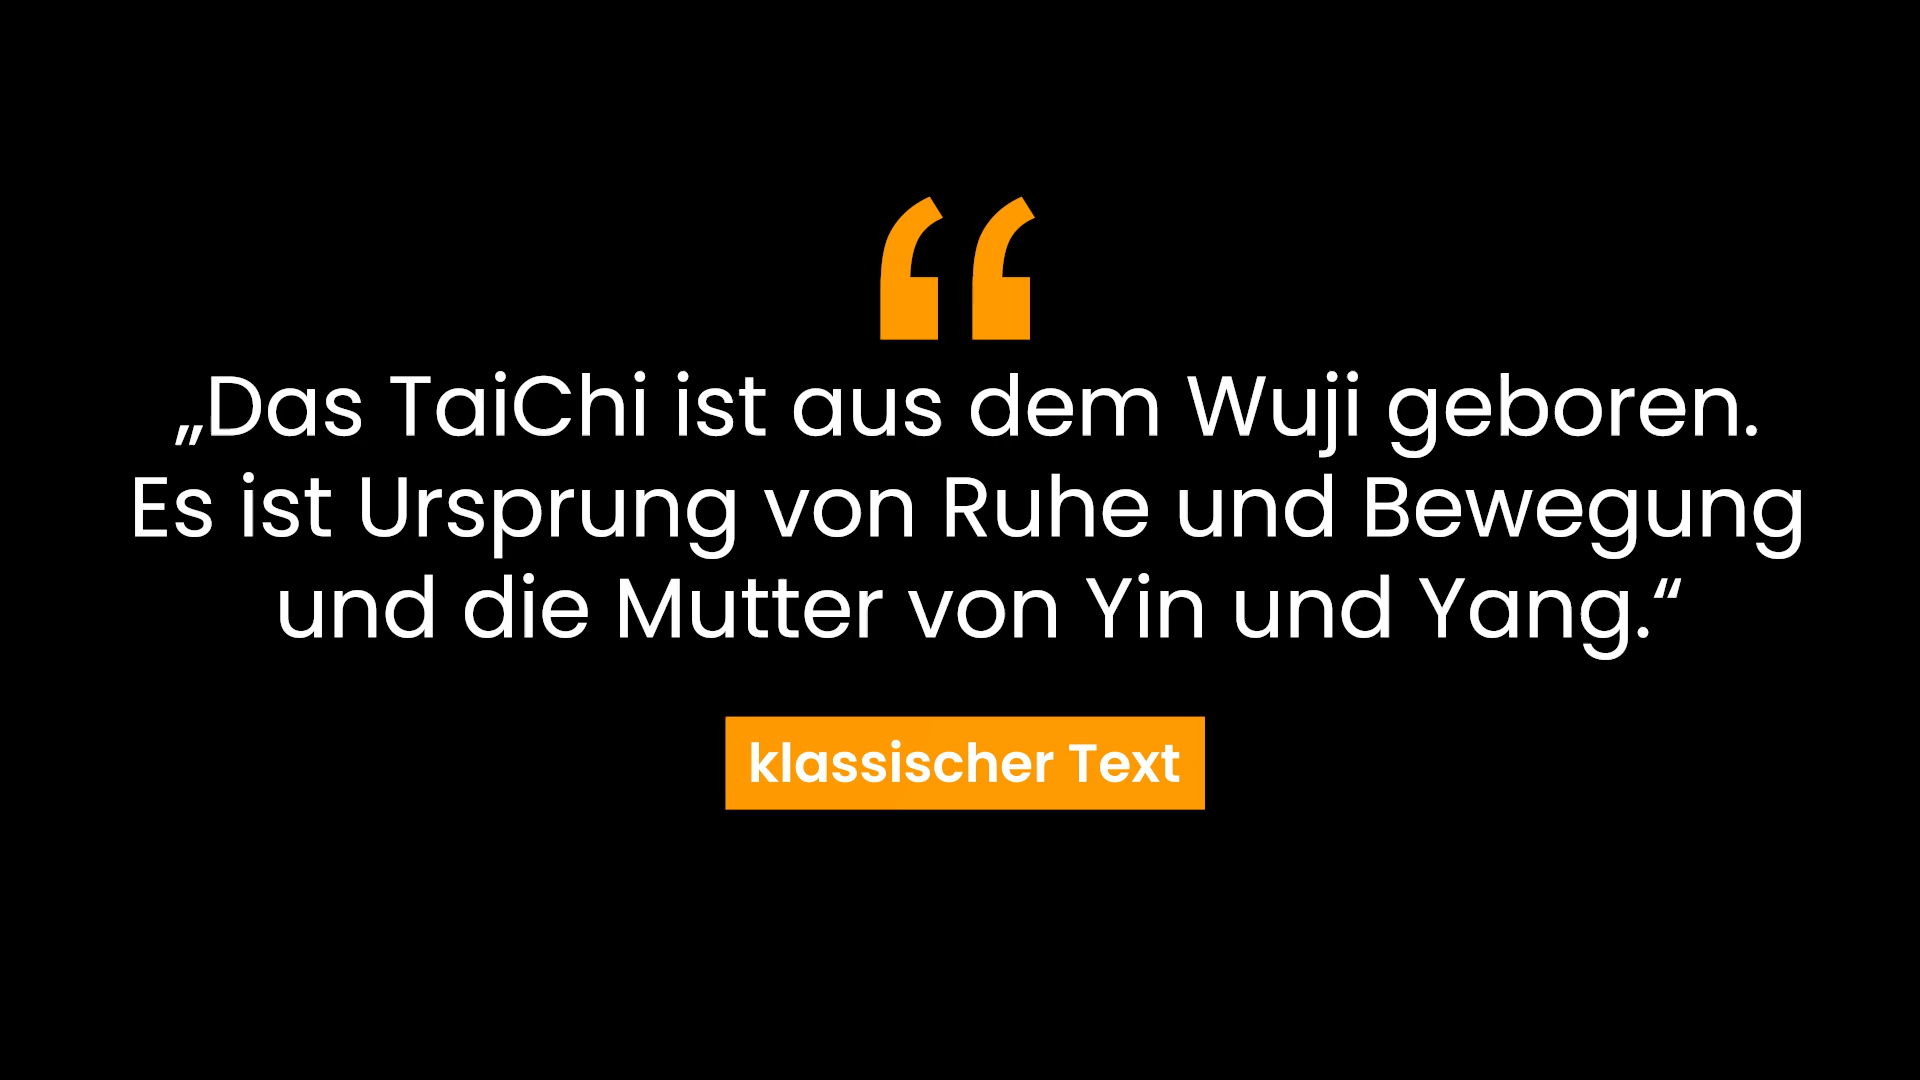 „Das TaiChi ist aus dem Wuji geboren.
Es ist Ursprung von Ruhe und Bewegung
und die Mutter von Yin und Yang.“
klassischer Text